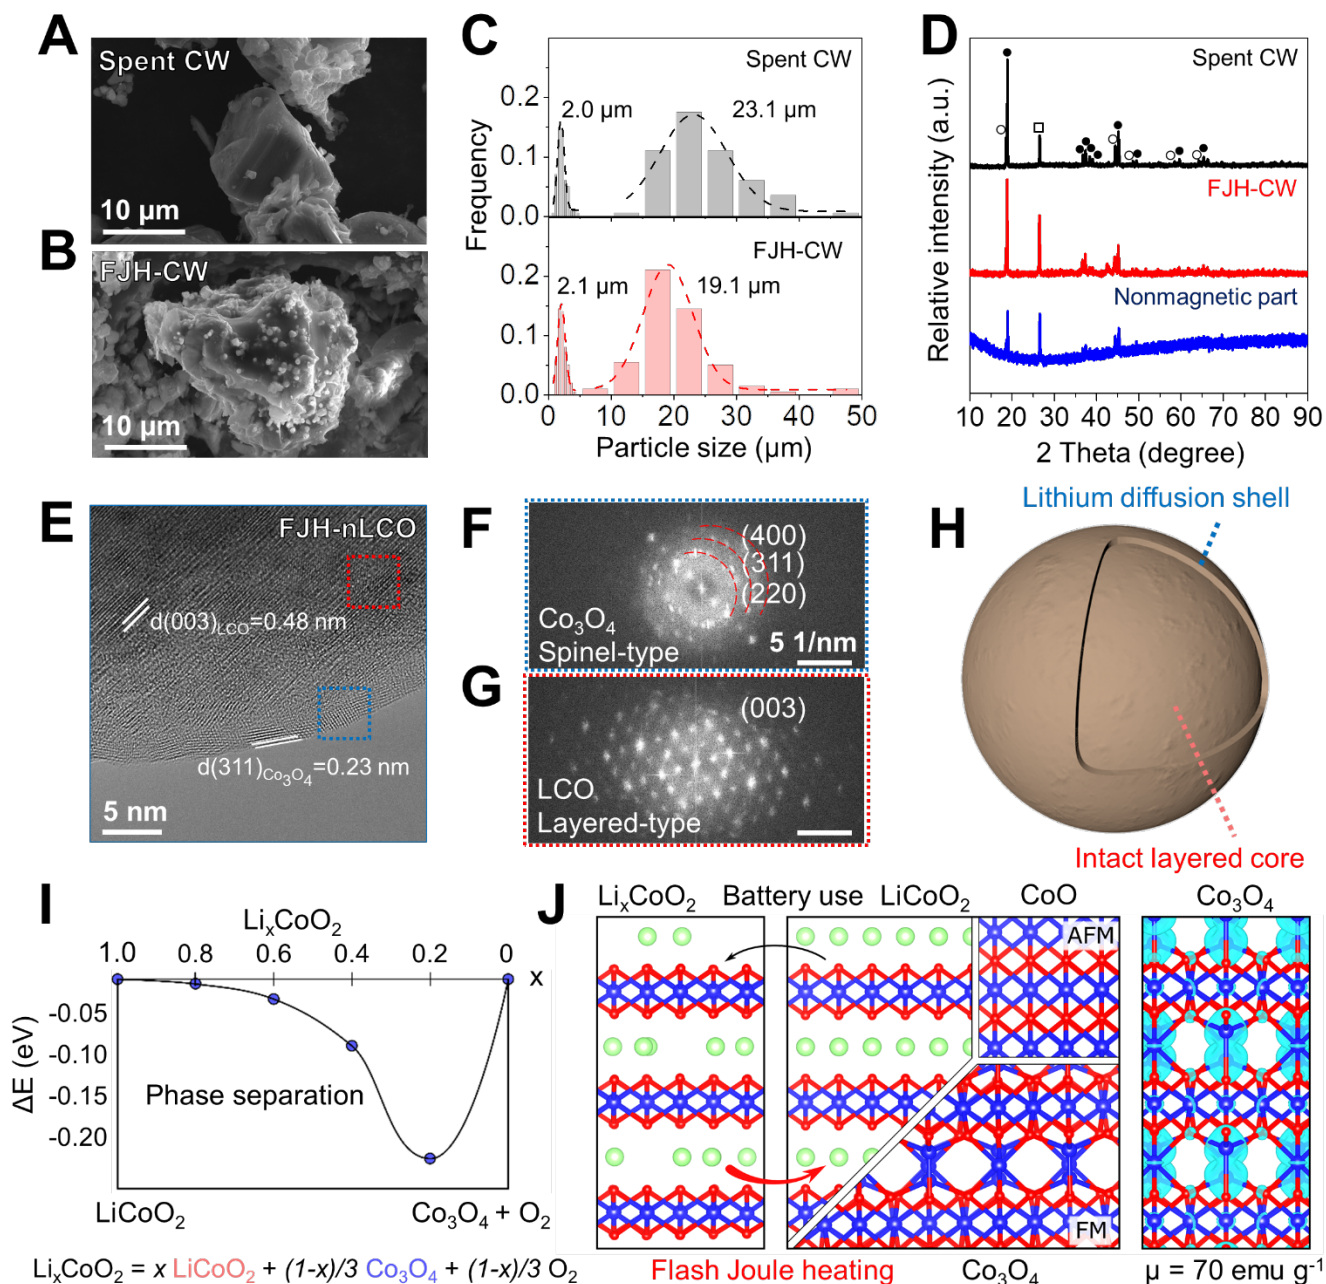 A
Spent CW
10 µm
B
FJH-CW
10 µm
C
Frequency
Spent CW
2.0 µm
23.1 µm
0.2
0.1
0.0
FJH-CW
2.1 µm
19.1 µm
0.2
0.1
0.0
0 10 20 30 40 50
Particle size (µm)
D
Relative intensity (a.u.)
Spent CW
FJH-CW
Nonmagnetic part
10 20 30 40 50 60 70 80 90
2 Theta (degree)
E
FJH-nLCO
d(003)LCO=0.48 nm
d(311)Co₃O₄=0.23 nm
5 nm
F
(400)
(311)
(220)
Co₃O₄
Spinel-type
5 1/nm
G
(003)
LCO
Layered-type
H
Lithium diffusion shell
Intact layered core
I
LiₓCoO₂
1.0 0.8 0.6 0.4 0.2 0
x
ΔE (eV)
-0.05
-0.10
-0.15
-0.20
Phase separation
LiCoO₂
Co₃O₄ + O₂
LiₓCoO₂ = x LiCoO₂ + (1-x)/3 Co₃O₄ + (1-x)/3 O₂
J
LiₓCoO₂
Battery use
LiCoO₂
CoO
Co₃O₄
AFM
FM
Flash Joule heating
Co₃O₄
µ = 70 emu g⁻¹